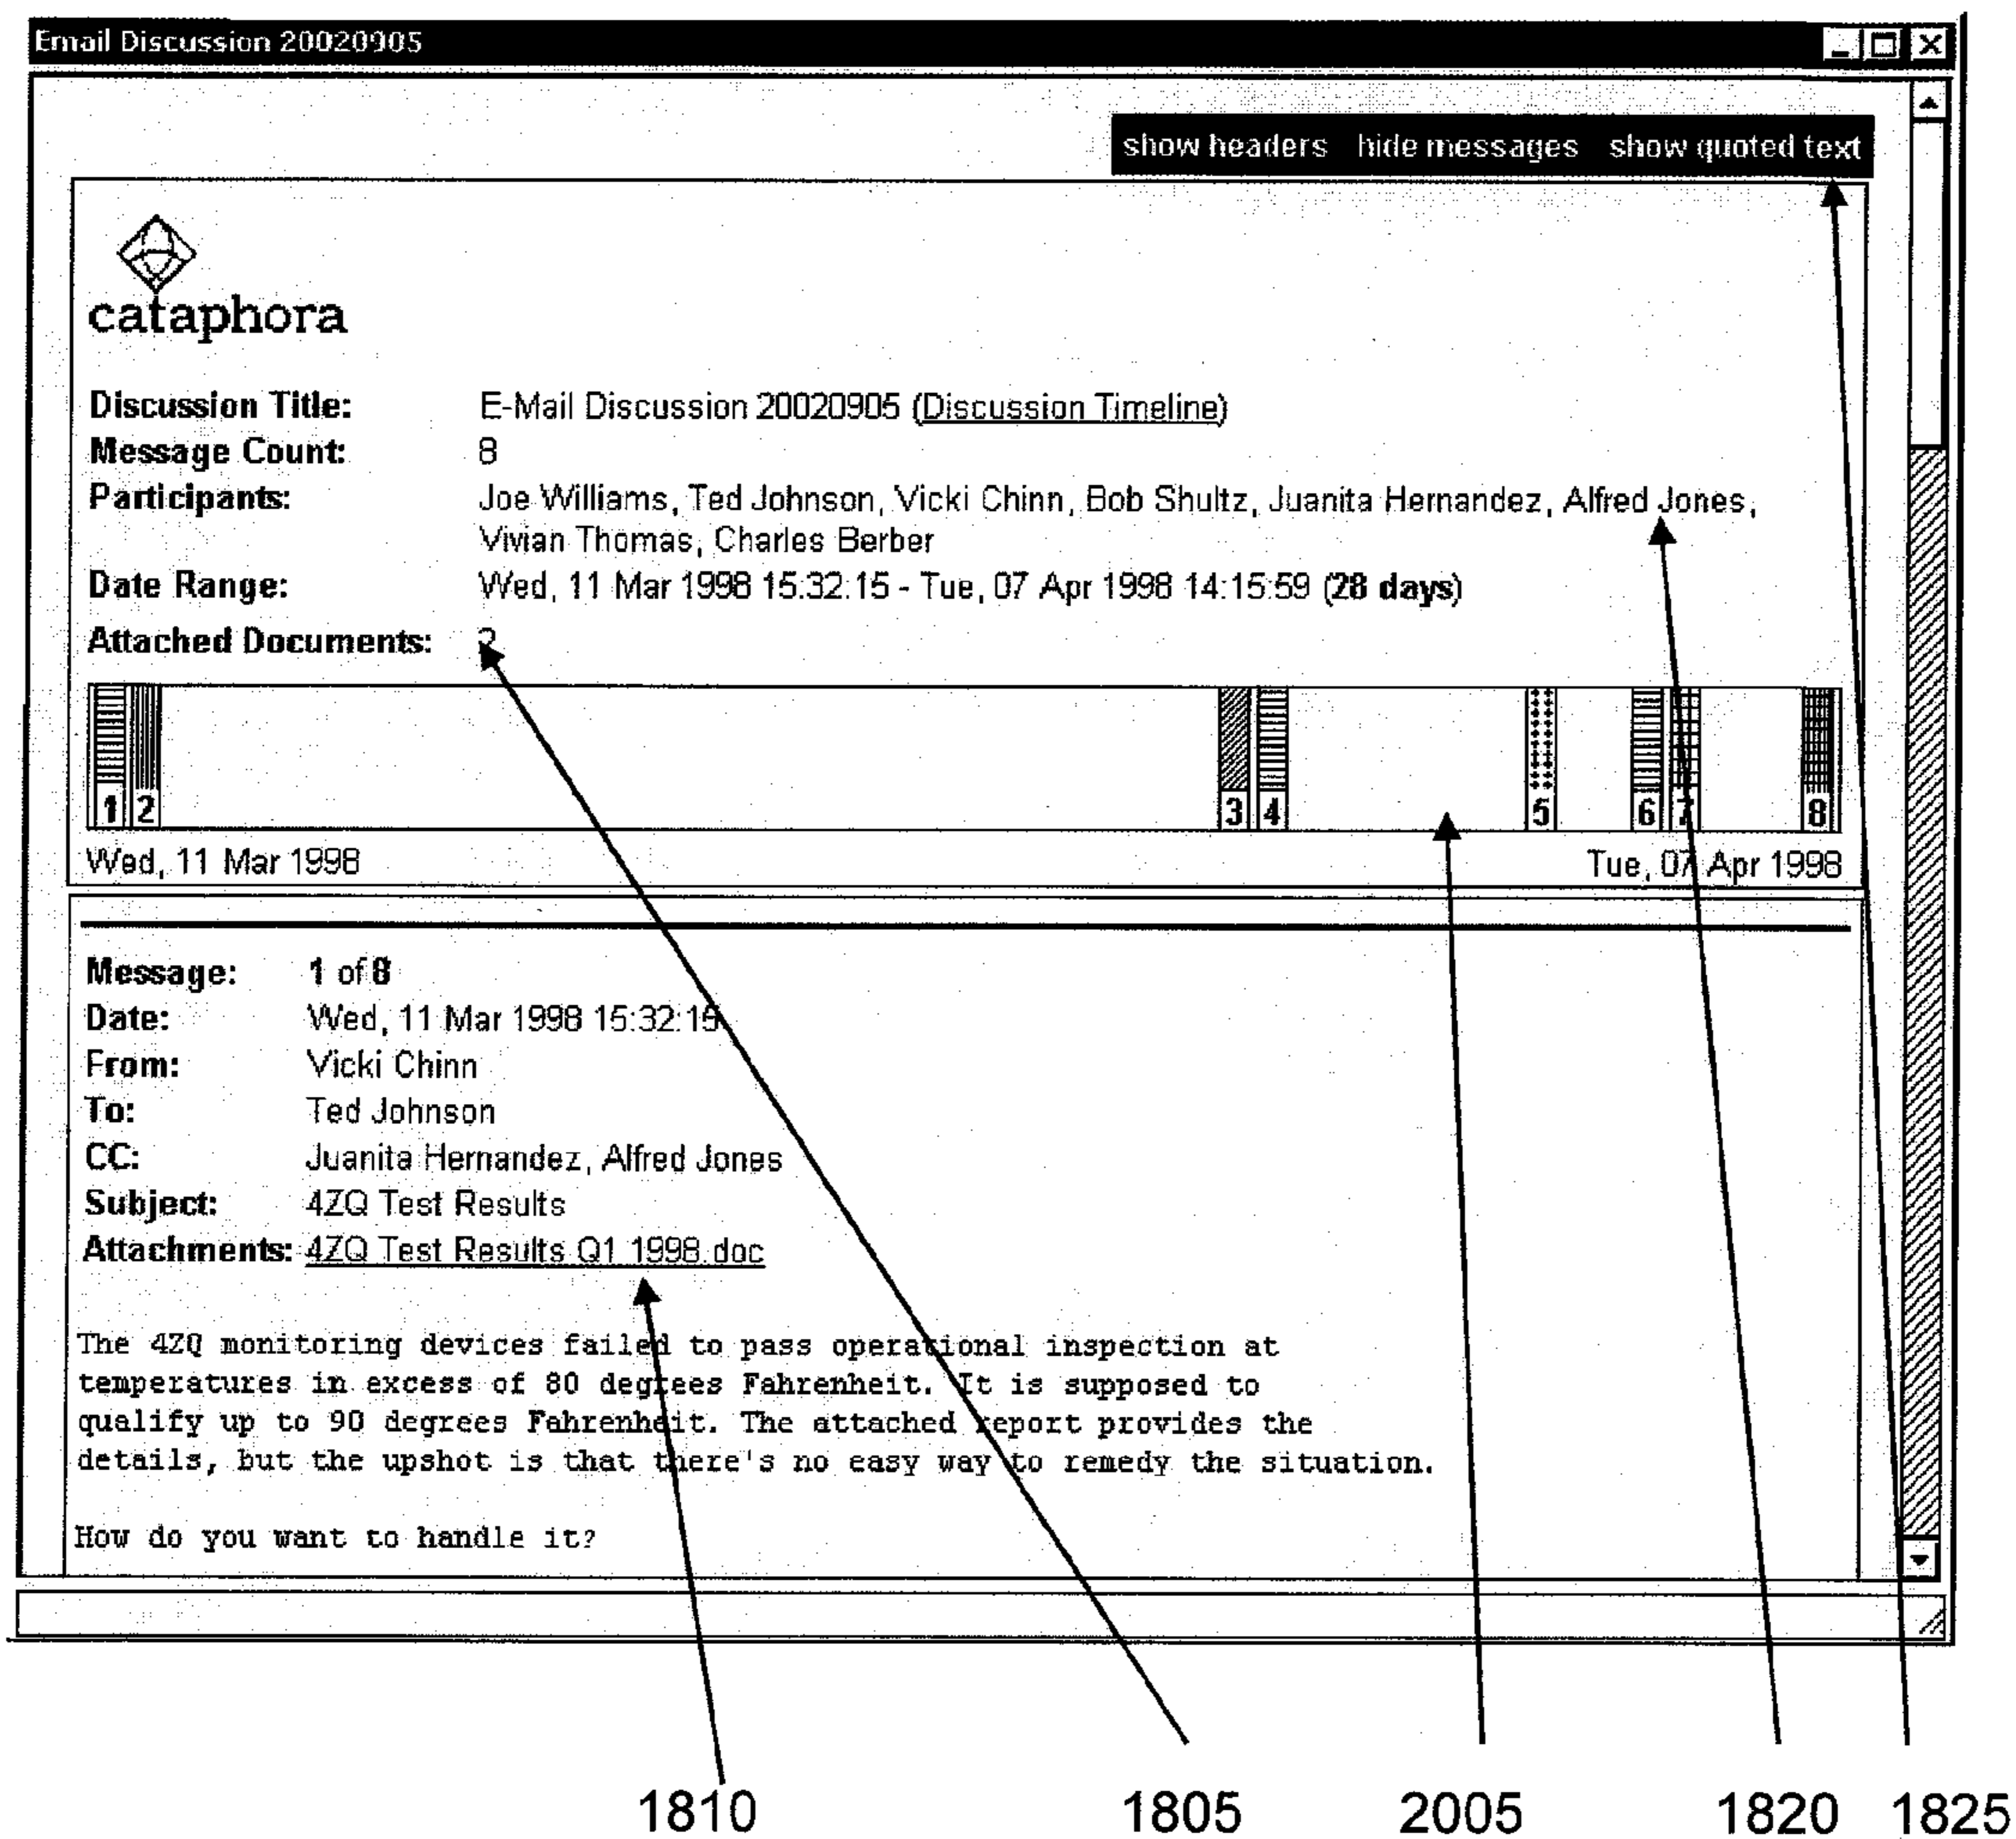 Email Discussion 20020905
show headers hide messages show quoted text
cataphora
Discussion Title: E-Mail Discussion 20020905 (Discussion Timeline)
Message Count: 8
Participants: Joe Williams, Ted Johnson, Vicki Chinn, Bob Shultz, Juanita Hernandez, Alfred Jones,
Vivian Thomas, Charles Berber
Date Range: Wed, 11 Mar 1998 15:32:15 - Tue, 07 Apr 1998 14:15:59 (28 days)
Attached Documents:
1 2 3 4 5 6 7 8
Wed, 11 Mar 1998 Tue, 07 Apr 1998
Message: 1 of 8
Date: Wed, 11 Mar 1998 15:32:15
From: Vicki Chinn
To: Ted Johnson
CC: Juanita Hernandez, Alfred Jones
Subject: 4ZQ Test Results
Attachments: 4ZQ Test Results Q1 1998.doc
The 4ZQ monitoring devices failed to pass operational inspection at
temperatures in excess of 80 degrees Fahrenheit. It is supposed to
qualify up to 90 degrees Fahrenheit. The attached report provides the
details, but the upshot is that there's no easy way to remedy the situation.
How do you want to handle it?
1810 1805 2005 1820 1825